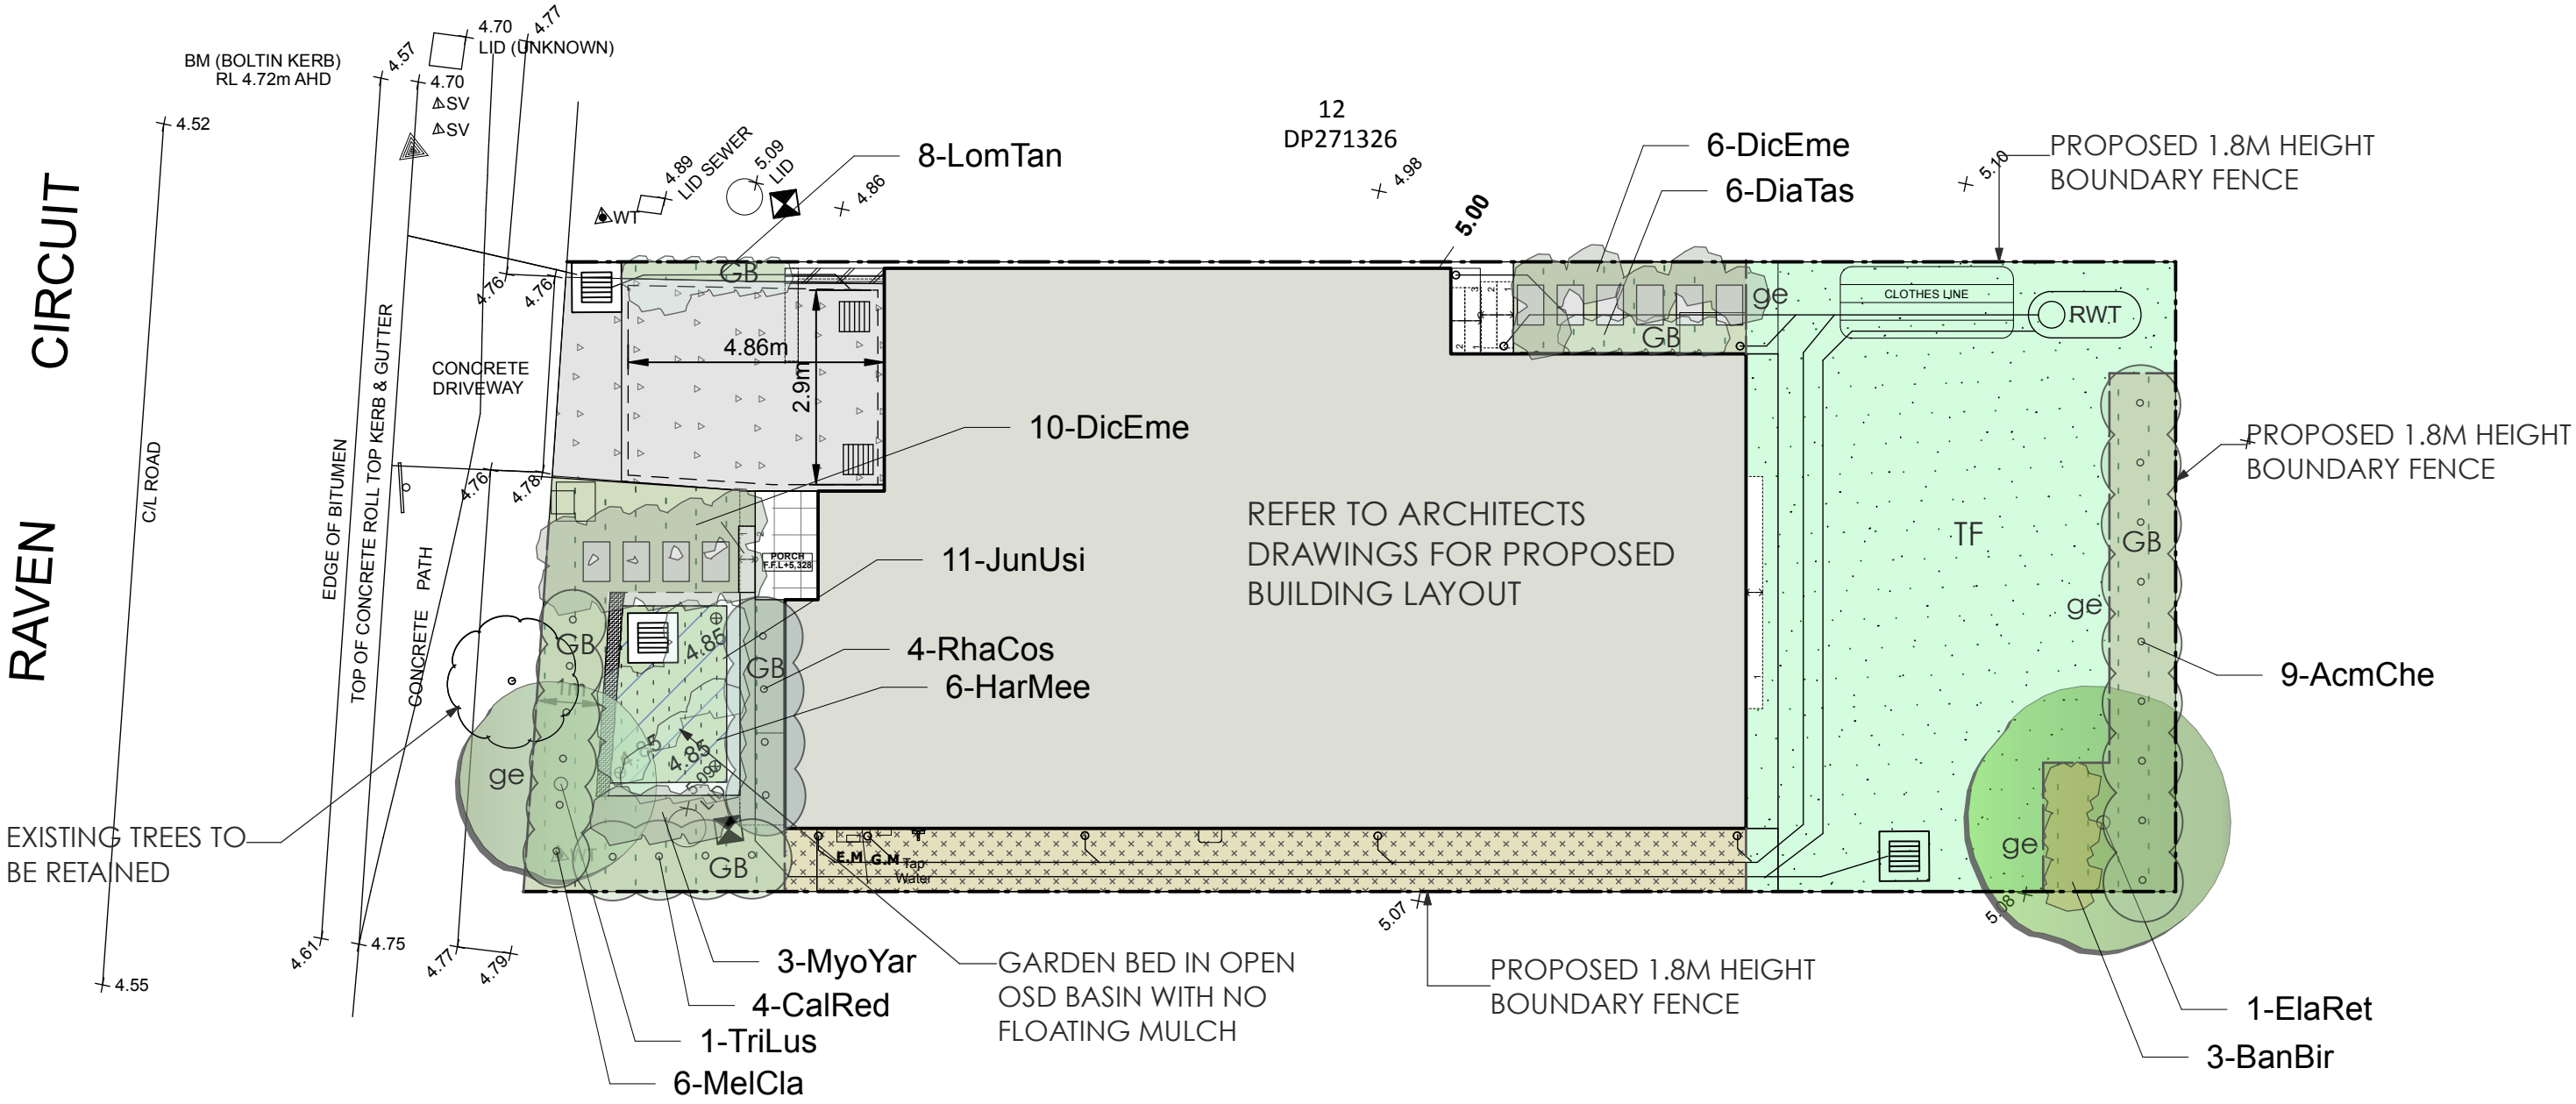 4.77
4.70
LID (UNKNOWN)
BM (BOLTIN KERB)
RL 4.72m AHD
4.57
4.70
SV
SV
4.52
12
DP271326
4.89
LID SEWER
5.09
LID
4.86
WT
8-LomTan
4.98
5.00
6-DicEme
6-DiaTas
5.10
PROPOSED 1.8M HEIGHT
BOUNDARY FENCE
RAVEN CIRCUIT
C/L ROAD
EDGE OF BITUMEN
TOP OF CONCRETE ROLL TOP KERB & GUTTER
CONCRETE PATH
CONCRETE
DRIVEWAY
4.76
4.76
4.76
4.78
GB
4.86m
2.9m
GB
ge
CLOTHES LINE
RWT
10-DicEme
PORCH
F.F.L+5,328
11-JunUsi
4-RhaCos
6-HarMee
REFER TO ARCHITECTS
DRAWINGS FOR PROPOSED
BUILDING LAYOUT
TF
GB
ge
PROPOSED 1.8M HEIGHT
BOUNDARY FENCE
9-AcmChe
GB
GB
1m
4.85
4.85
4.85
5.09
LID
ge
WT
GB
EXISTING TREES TO
BE RETAINED
E.M
G.M
Tap
Water
ge
5.07
5.08
4.61
4.75
4.77
4.79
4.55
3-MyoYar
4-CalRed
1-TriLus
6-MelCla
GARDEN BED IN OPEN
OSD BASIN WITH NO
FLOATING MULCH
PROPOSED 1.8M HEIGHT
BOUNDARY FENCE
1-ElaRet
3-BanBir